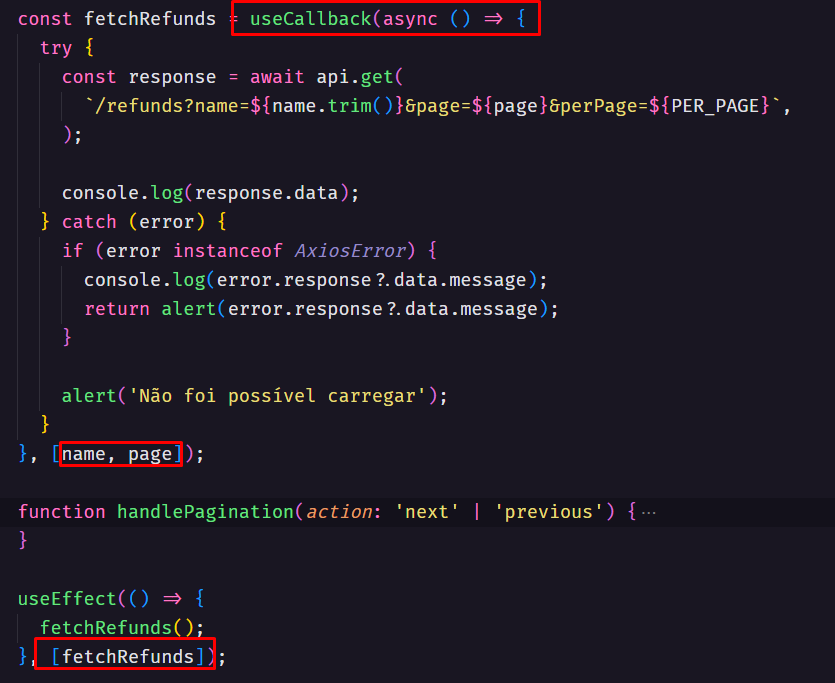 const fetchRefunds = useCallback(async () => {
try {
const response = await api.get(
`/refunds?name=${name.trim()}&page=${page}&perPage=${PER_PAGE}`,
);
console.log(response.data);
} catch (error) {
if (error instanceof AxiosError) {
console.log(error.response?.data.message);
return alert(error.response?.data.message);
}
alert('Não foi possível carregar');
}
}, [name, page]);
function handlePagination(action: 'next' | 'previous') {···
}
useEffect(() => {
fetchRefunds();
}, [fetchRefunds]);